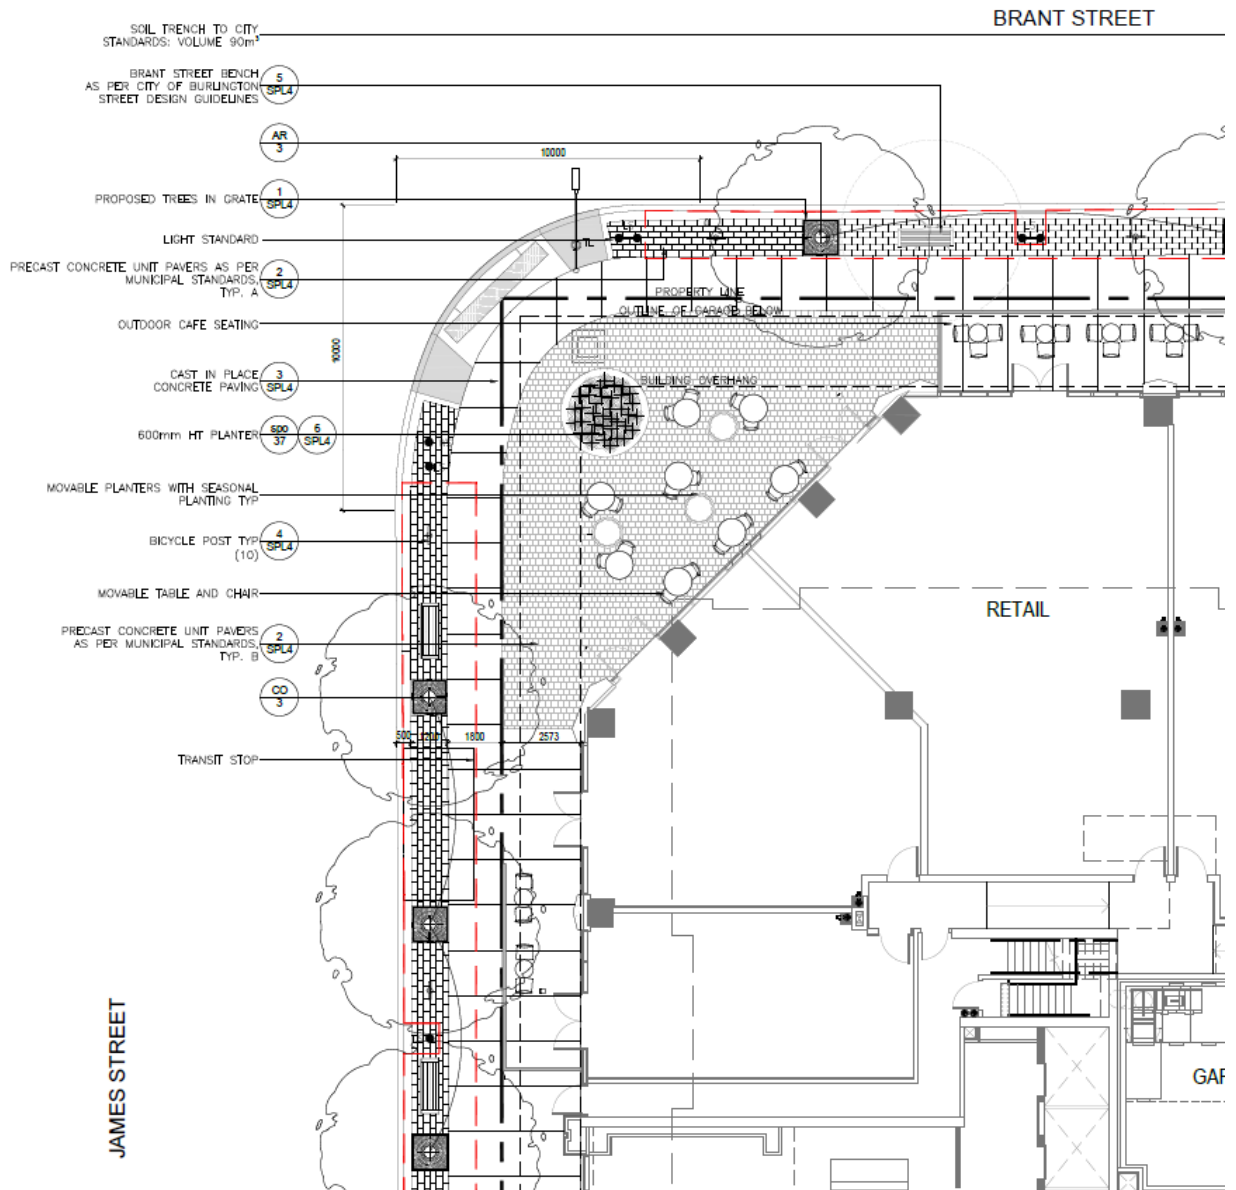 BRANT STREET
SOIL TRENCH TO CITY
STANDARDS: VOLUME 90m³
BRANT STREET BENCH
AS PER CITY OF BURLINGTON
STREET DESIGN GUIDELINES
5
SPL4
AR
3
10000
PROPOSED TREES IN GRATE
1
SPL4
LIGHT STANDARD
TL
PRECAST CONCRETE UNIT PAVERS AS PER
MUNICIPAL STANDARDS,
TYP. A
2
SPL4
PROPERTY LINE
OUTLINE OF GARAGE BELOW
OUTDOOR CAFE SEATING
10000
CAST IN PLACE
CONCRETE PAVING
3
SPL4
BUILDING OVERHANG
600mm HT PLANTER
spo
37
6
SPL4
MOVABLE PLANTERS WITH SEASONAL
PLANTING TYP
BICYCLE POST TYP
(10)
4
SPL4
MOVABLE TABLE AND CHAIR
RETAIL
PRECAST CONCRETE UNIT PAVERS
AS PER MUNICIPAL STANDARDS,
TYP. B
2
SPL4
CO
3
500 1200 1800 2573
TRANSIT STOP
JAMES STREET
GAR